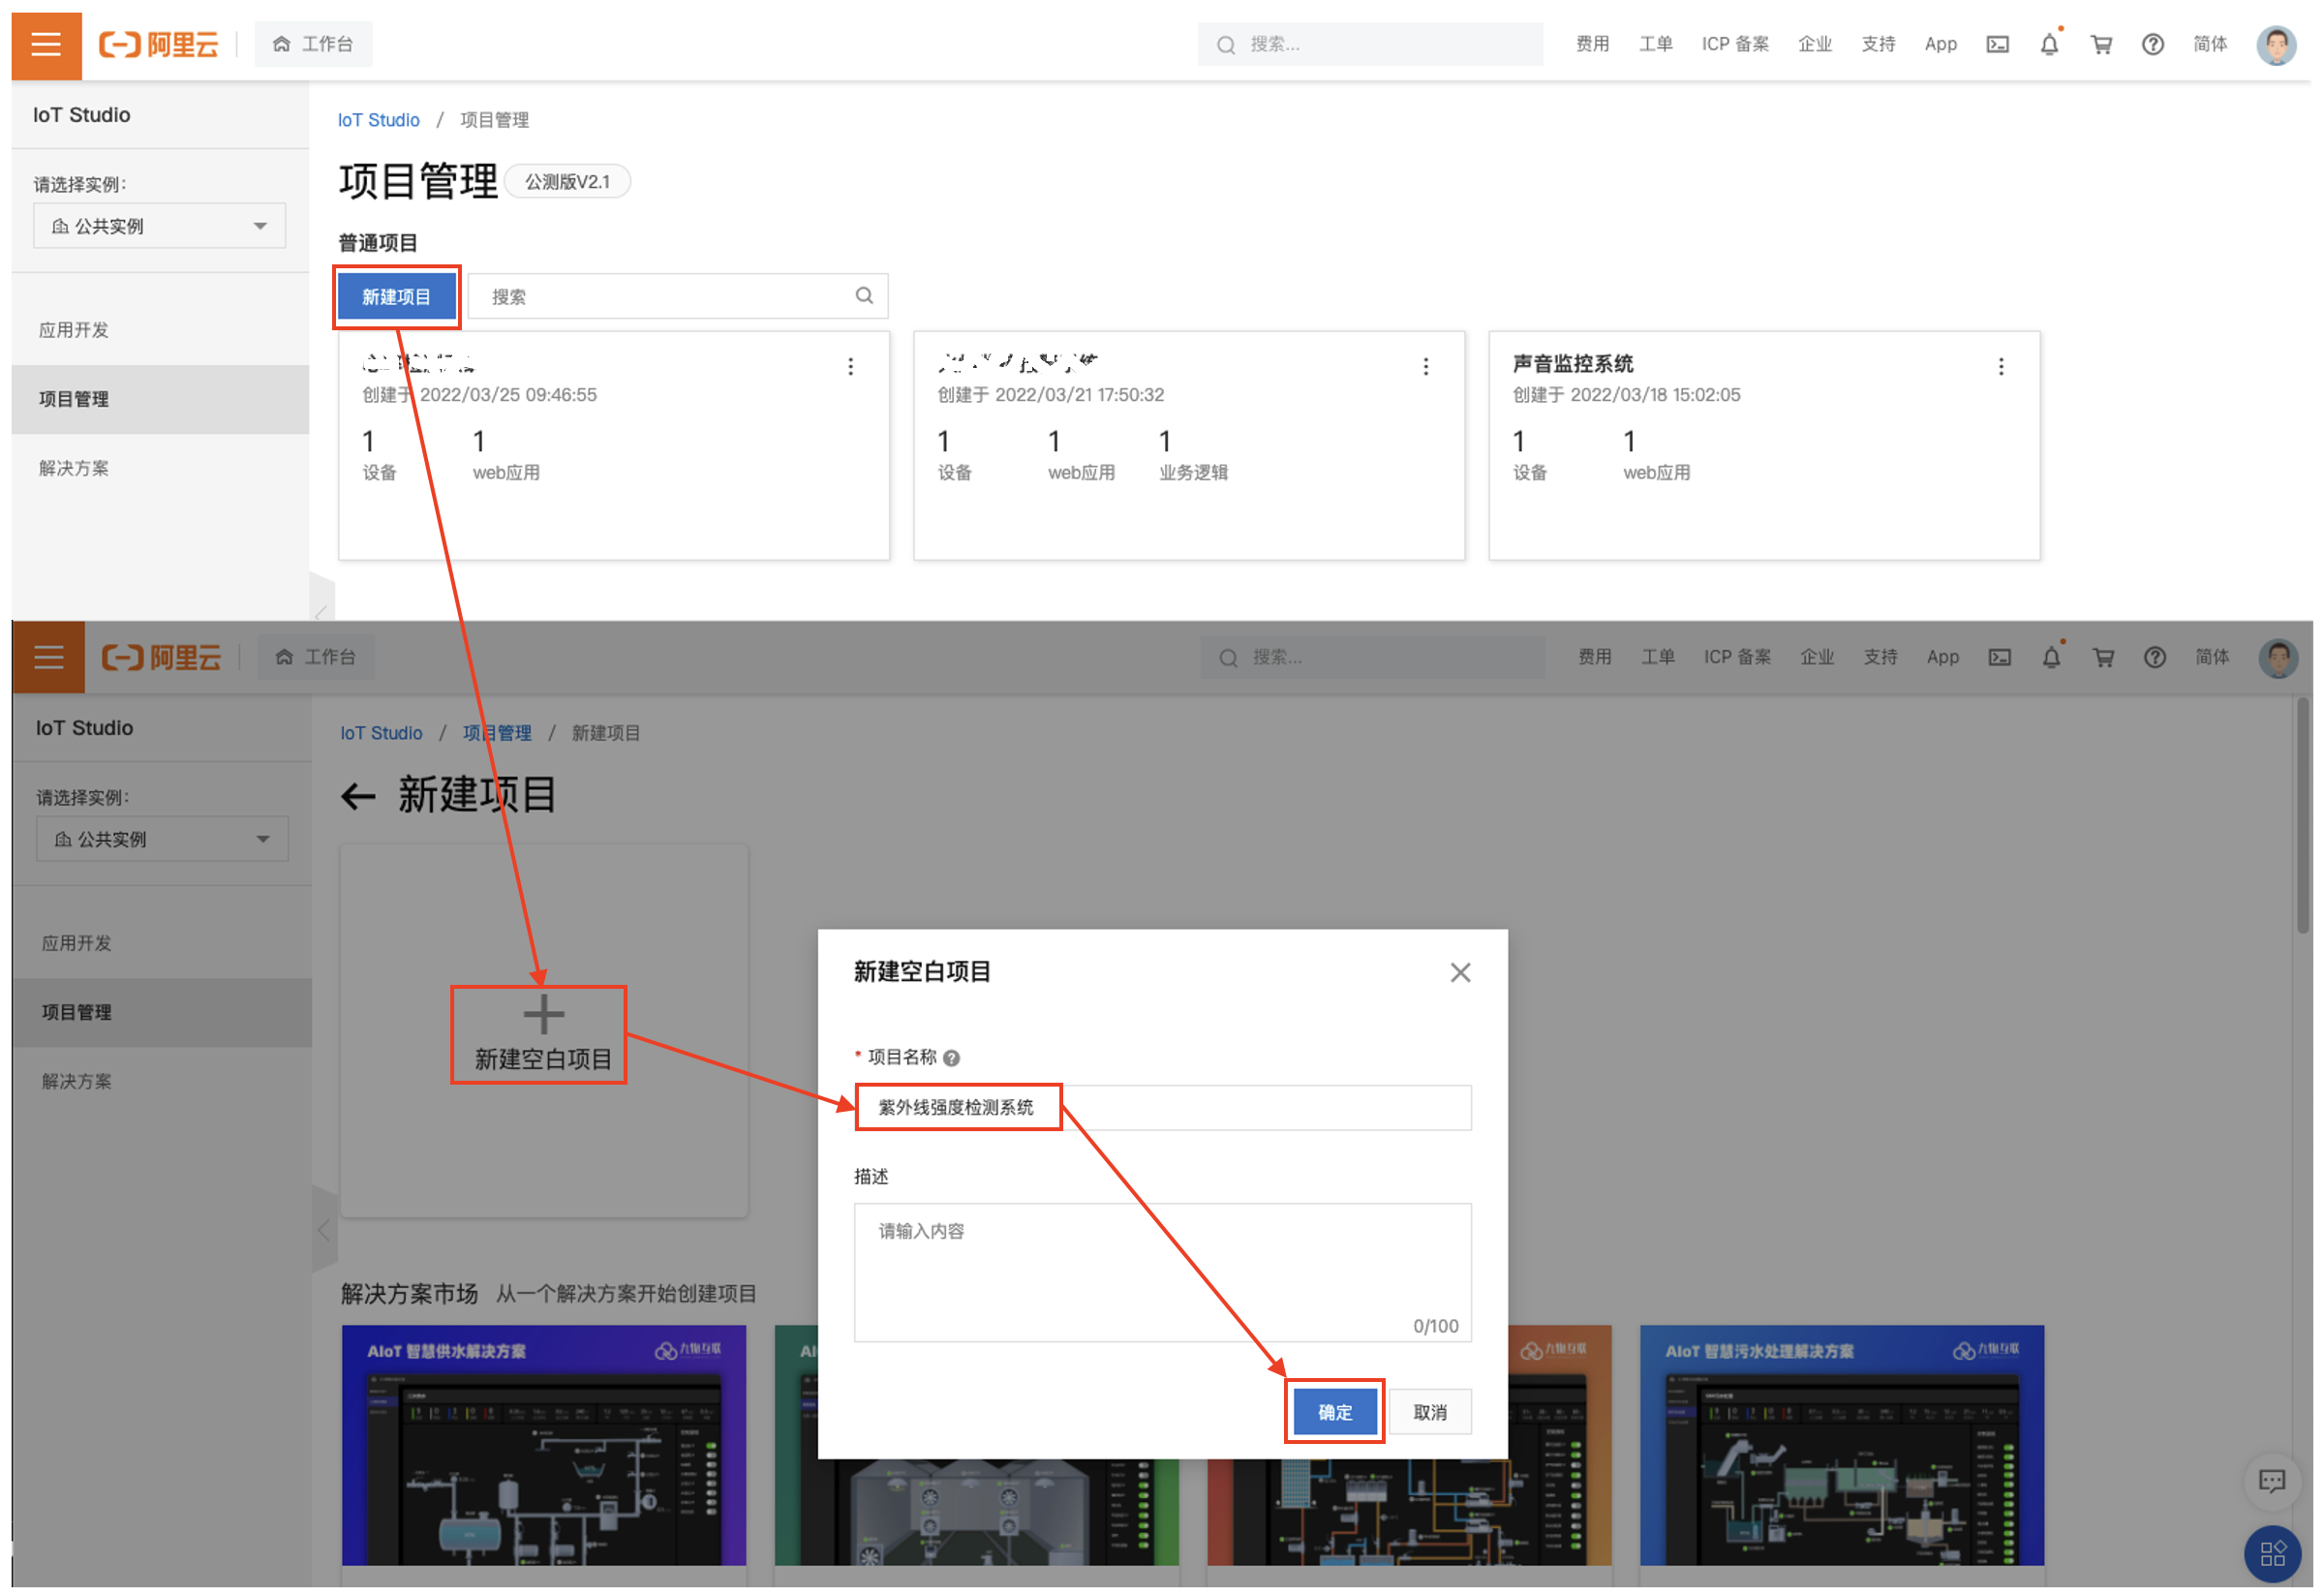 阿里云
工作台
搜索...
费用 工单 ICP 备案 企业 支持 App 简体
IoT Studio
请选择实例：
公共实例
应用开发
项目管理
解决方案
IoT Studio / 项目管理
项目管理 公测版V2.1
普通项目
新建项目 搜索
创建于 2022/03/25 09:46:55
1 1
设备 web应用
创建于 2022/03/21 17:50:32
1 1 1
设备 web应用 业务逻辑
声音监控系统
创建于 2022/03/18 15:02:05
1 1
设备 web应用
阿里云
工作台
搜索...
费用 工单 ICP 备案 企业 支持 App 简体
IoT Studio
请选择实例：
公共实例
应用开发
项目管理
解决方案
IoT Studio / 项目管理 / 新建项目
新建项目
新建空白项目
新建空白项目
* 项目名称
紫外线强度检测系统
描述
请输入内容
0/100
确定 取消
解决方案市场 从一个解决方案开始创建项目
AIoT 智慧供水解决方案
AIoT 智慧污水处理解决方案